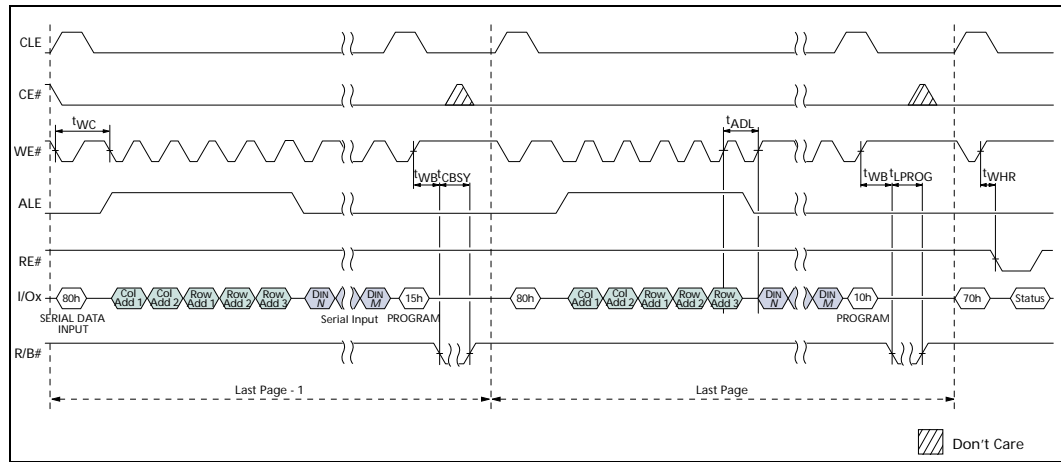 CLE
CE#
tWC
tADL
WE#
tWB tCBSY
tWB tLPROG
tWHR
ALE
RE#
I/Ox
80h
Col Add 1
Col Add 2
Row Add 1
Row Add 2
Row Add 3
DIN N
DIN M
15h
80h
Col Add 1
Col Add 2
Row Add 1
Row Add 2
Row Add 3
DIN N
DIN M
10h
70h
Status
SERIAL DATA INPUT
Serial Input
PROGRAM
PROGRAM
R/B#
Last Page - 1
Last Page
Don't Care